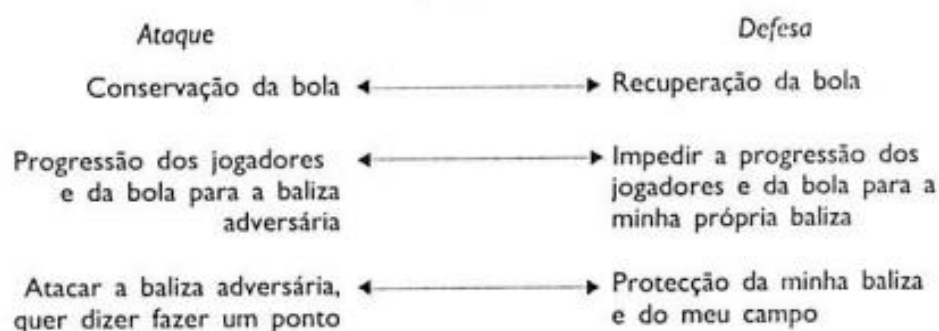 Ataque
Defesa
Conservação da bola
Recuperação da bola
Progressão dos jogadores
e da bola para a baliza
adversária
Impedir a progressão dos
jogadores e da bola para a
minha própria baliza
Atacar a baliza adversária,
quer dizer fazer um ponto
Protecção da minha baliza
e do meu campo